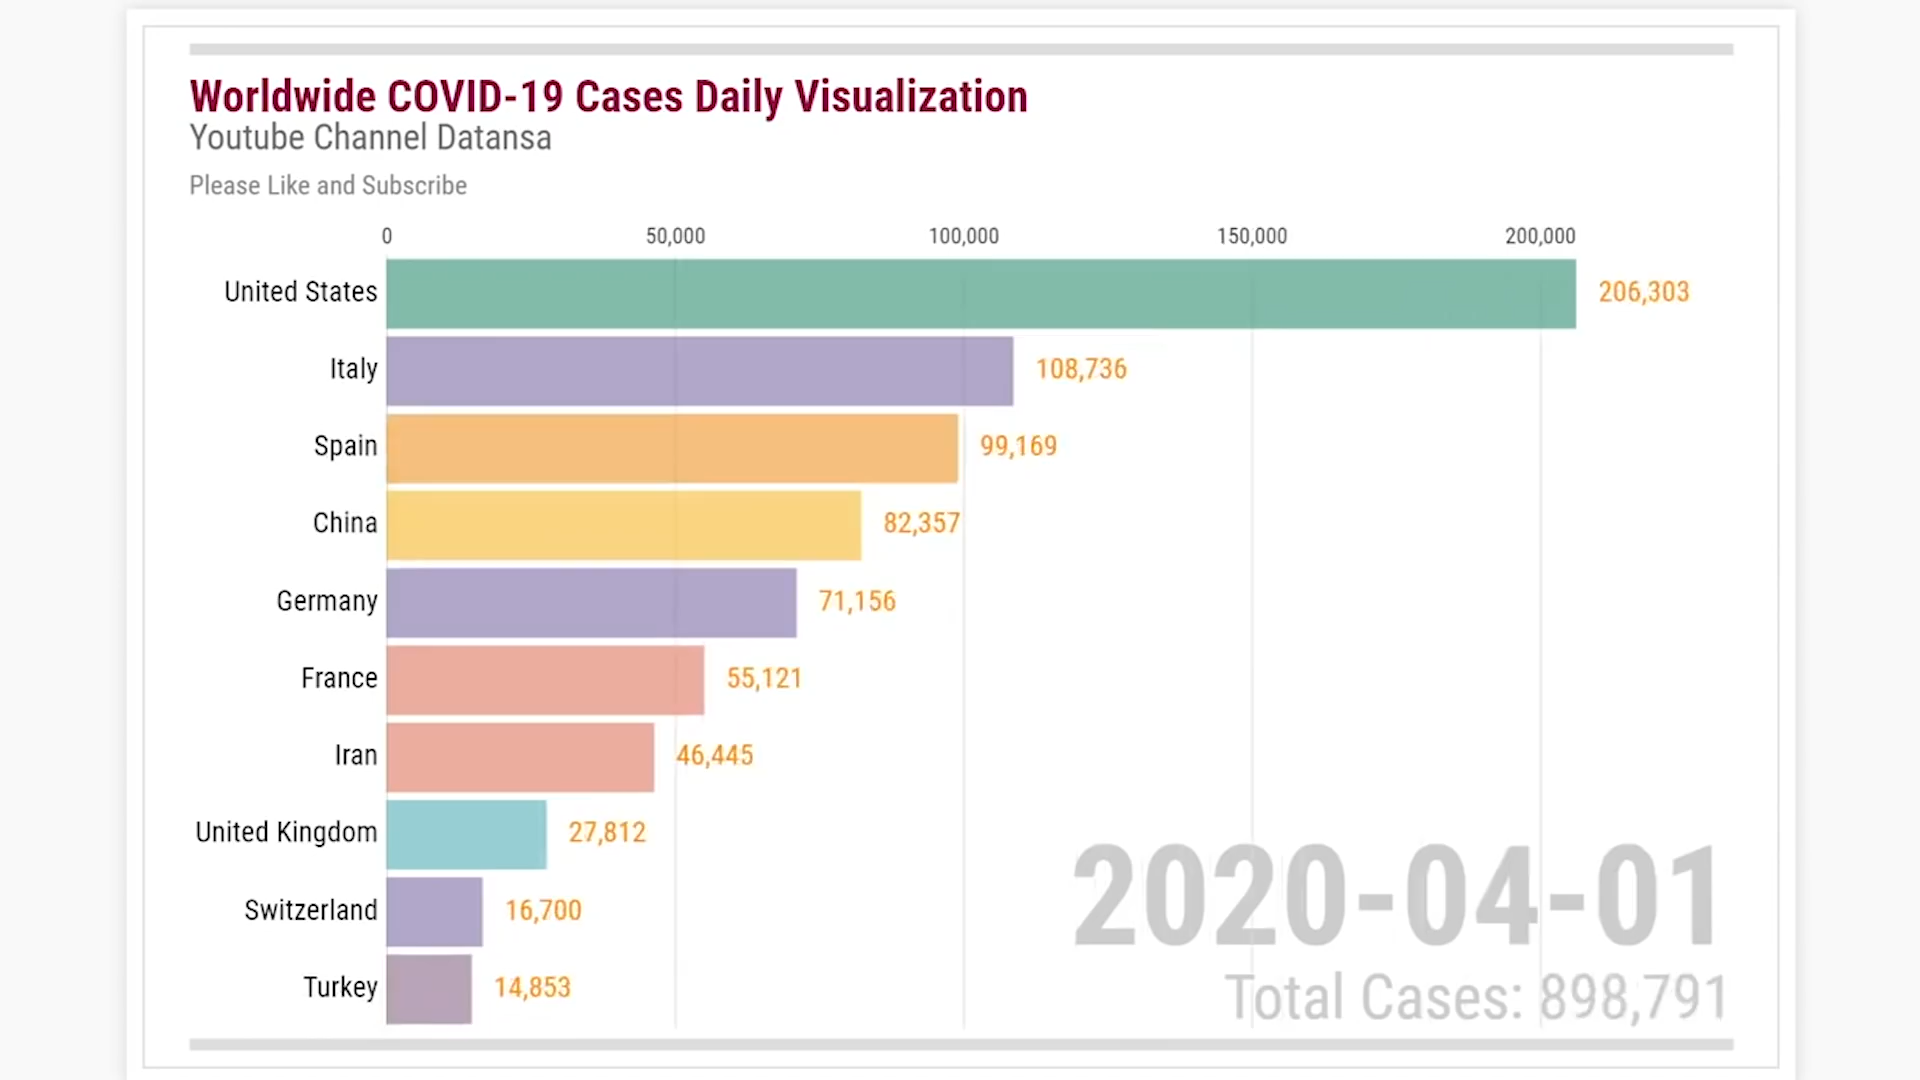 Worldwide COVID-19 Cases Daily Visualization
Youtube Channel Datansa
Please Like and Subscribe
0 50,000 100,000 150,000 200,000
United States 206,303
Italy 108,736
Spain 99,169
China 82,357
Germany 71,156
France 55,121
Iran 46,445
United Kingdom 27,812
Switzerland 16,700
Turkey 14,853
2020-04-01
Total Cases: 898,791